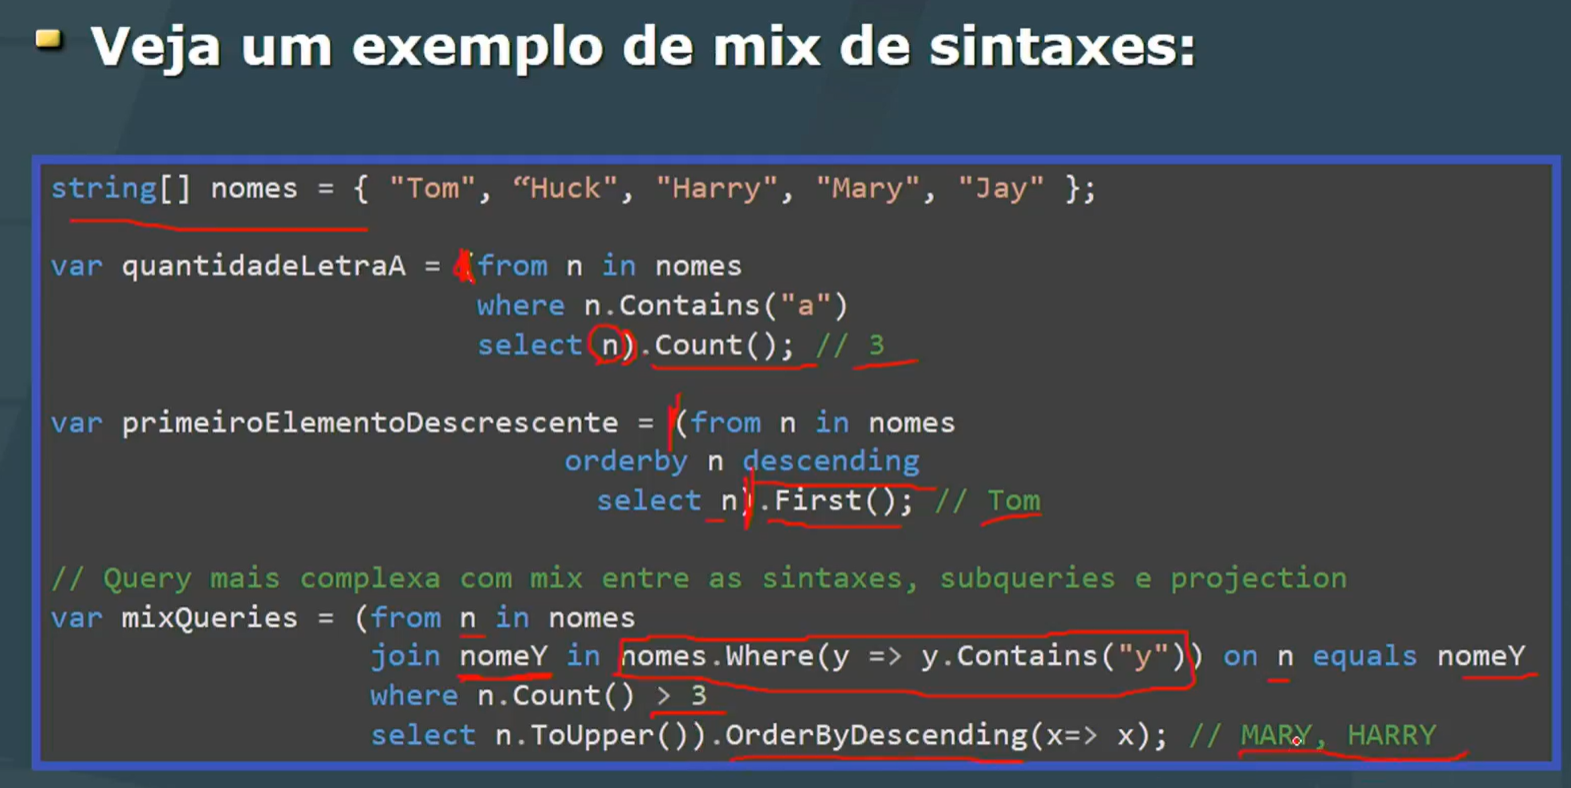 Veja um exemplo de mix de sintaxes:
string[] nomes = { "Tom", “Huck", "Harry", "Mary", "Jay" };
var quantidadeLetraA = (from n in nomes
where n.Contains("a")
select n).Count(); // 3
var primeiroElementoDescrescente = (from n in nomes
orderby n descending
select n).First(); // Tom
// Query mais complexa com mix entre as sintaxes, subqueries e projection
var mixQueries = (from n in nomes
join nomeY in nomes.Where(y => y.Contains("y")) on n equals nomeY
where n.Count() > 3
select n.ToUpper()).OrderByDescending(x=> x); // MARY, HARRY